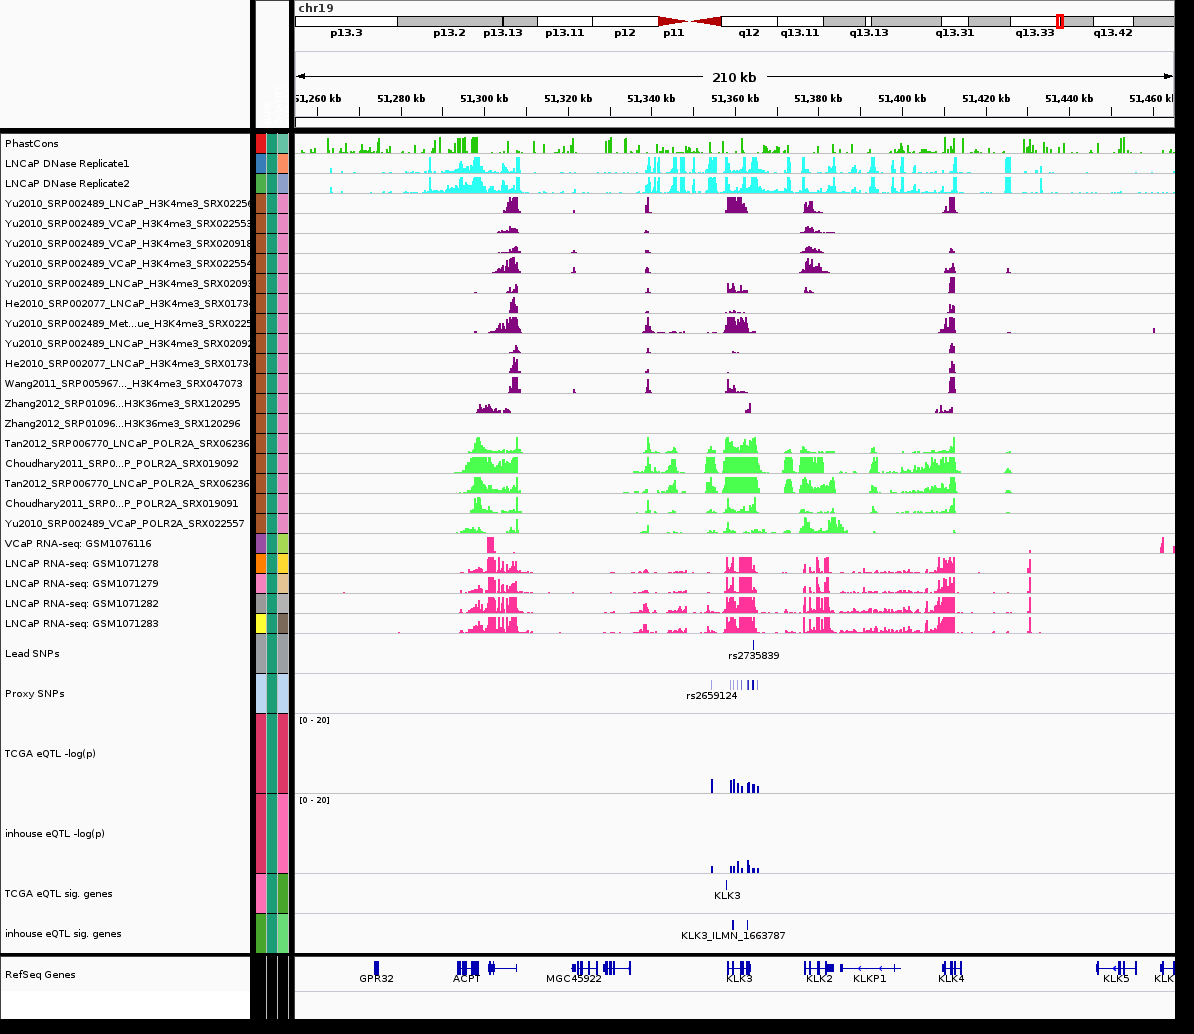 chr19
p13.3 p13.2 p13.13 p13.11 p12 p11 q12 q13.11 q13.13 q13.31 q13.33 q13.42
210 kb
51,260 kb 51,280 kb 51,300 kb 51,320 kb 51,340 kb 51,360 kb 51,380 kb 51,400 kb 51,420 kb 51,440 kb 51,460 k
PhastCons
LNCaP DNase Replicate1
LNCaP DNase Replicate2
Yu2010_SRP002489_LNCaP_H3K4me3_SRX02256
Yu2010_SRP002489_VCaP_H3K4me3_SRX022553
Yu2010_SRP002489_VCaP_H3K4me3_SRX020918
Yu2010_SRP002489_VCaP_H3K4me3_SRX022554
Yu2010_SRP002489_LNCaP_H3K4me3_SRX02093
He2010_SRP002077_LNCaP_H3K4me3_SRX0173
Yu2010_SRP002489_Met...ue_H3K4me3_SRX0225
Yu2010_SRP002489_LNCaP_H3K4me3_SRX02092
He2010_SRP002077_LNCaP_H3K4me3_SRX0173
Wang2011_SRP005967..._H3K4me3_SRX047073
Zhang2012_SRP01096...H3K36me3_SRX120295
Zhang2012_SRP01096...H3K36me3_SRX120296
Tan2012_SRP006770_LNCaP_POLR2A_SRX06236
Choudhary2011_SRP0...P_POLR2A_SRX019092
Tan2012_SRP006770_LNCaP_POLR2A_SRX06236
Choudhary2011_SRP0...P_POLR2A_SRX019091
Yu2010_SRP002489_VCaP_POLR2A_SRX022557
VCaP RNA-seq: GSM1076116
LNCaP RNA-seq: GSM1071278
LNCaP RNA-seq: GSM1071279
LNCaP RNA-seq: GSM1071282
LNCaP RNA-seq: GSM1071283
Lead SNPs
rs2735839
Proxy SNPs
rs2659124
[0 - 20]
TCGA eQTL -log(p)
[0 - 20]
inhouse eQTL -log(p)
TCGA eQTL sig. genes
KLK3
inhouse eQTL sig. genes
KLK3_ILMN_1663787
RefSeq Genes
GPR32 ACPT MGC45922 KLK3 KLK2 KLKP1 KLK4 KLK5 KLK